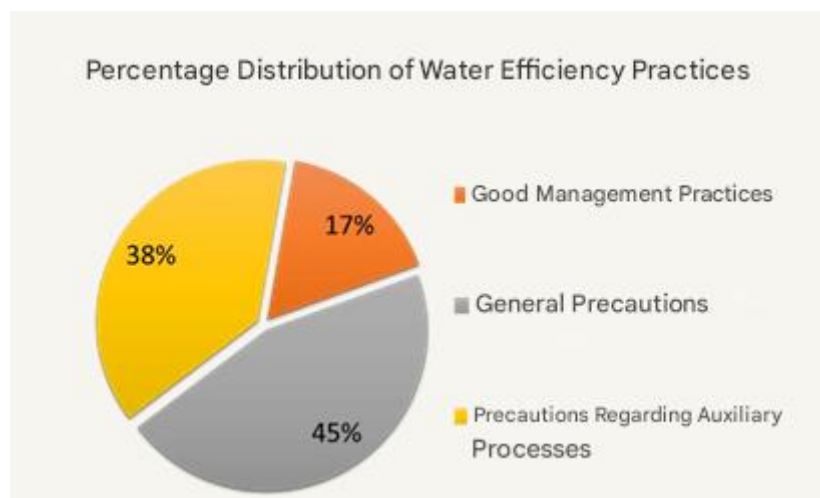 Percentage Distribution of Water Efficiency Practices
17%
38%
45%
Good Management Practices
General Precautions
Precautions Regarding Auxiliary
Processes